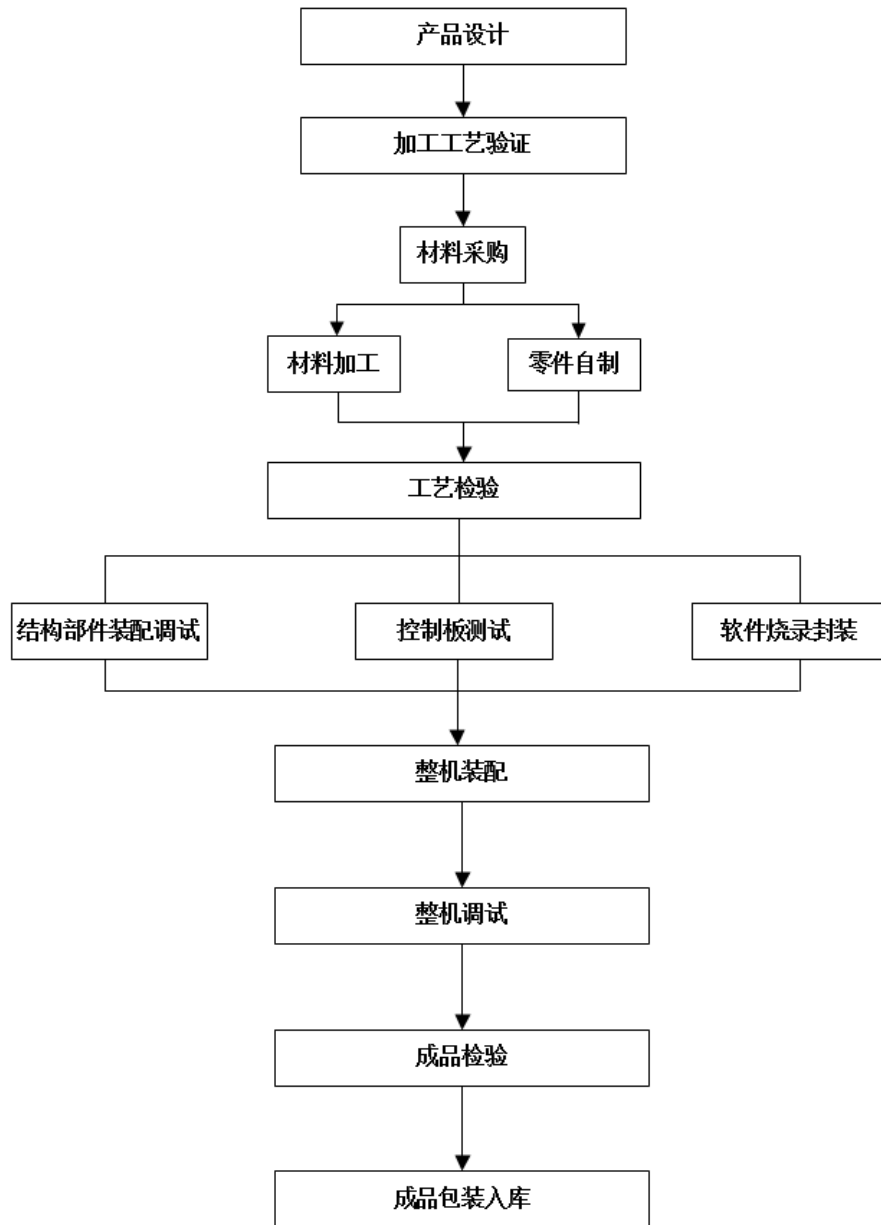 产品设计
加工工艺验证
材料采购
材料加工
零件自制
工艺检验
结构部件装配调试
控制板测试
软件烧录封装
整机装配
整机调试
成品检验
成品包装入库